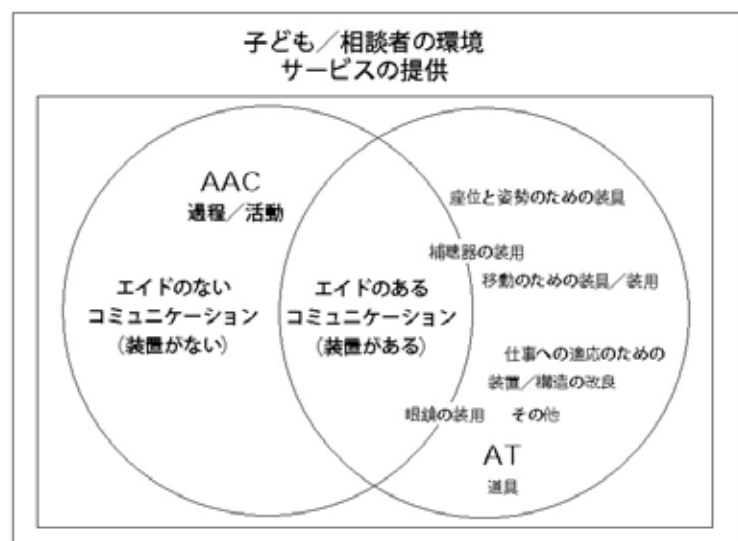 子ども／相談者の環境
サービスの提供
AAC
過程／活動
エイドのない
コミュニケーション
（装置がない）
エイドのある
コミュニケーション
（装置がある）
座位と姿勢のための装具
補聴器の装用
移動のための装具／装用
仕事への適応のための
装置／構造の改良
眼鏡の装用
その他
AT
道具